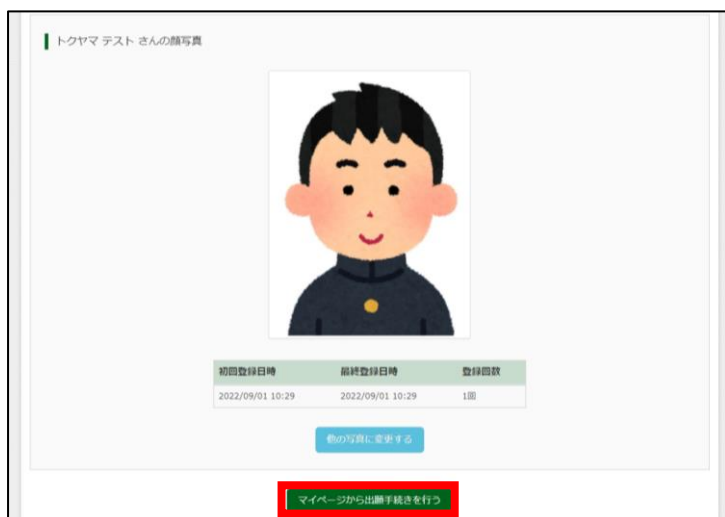 トクヤマ テスト さんの顔写真
初回登録日時 最終登録日時 登録回数
2022/09/01 10:29 2022/09/01 10:29 1回
他の写真に変更する
マイページから出願手続きを行う